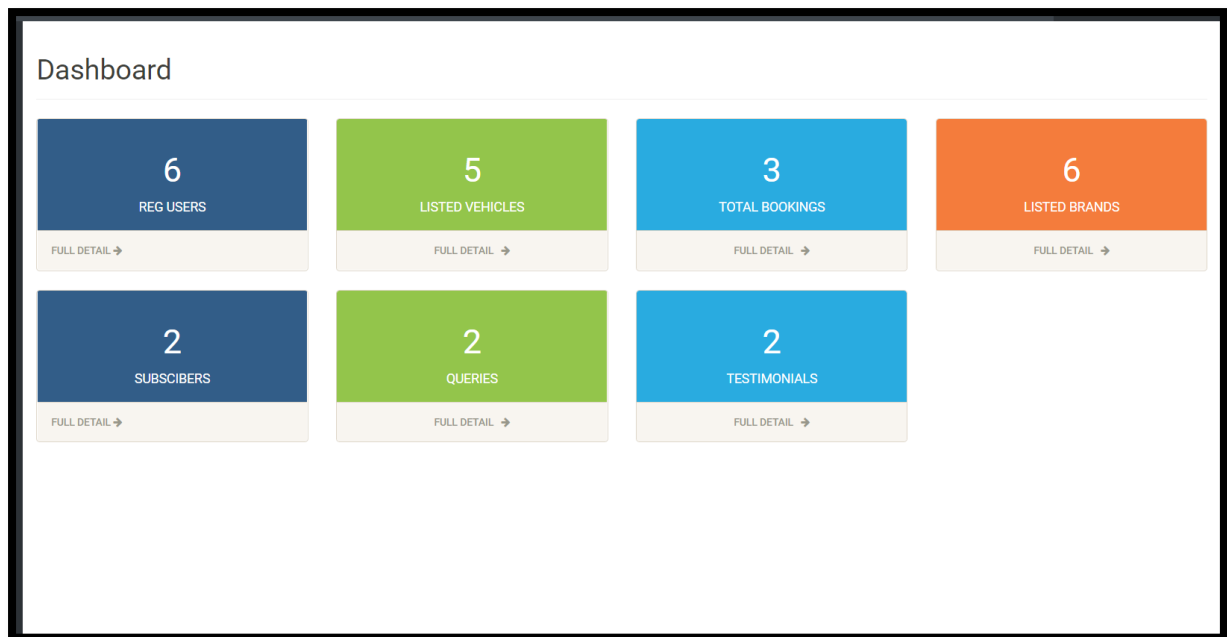 Dashboard
6
REG USERS
FULL DETAIL
5
LISTED VEHICLES
FULL DETAIL
3
TOTAL BOOKINGS
FULL DETAIL
6
LISTED BRANDS
FULL DETAIL
2
SUBSCIBERS
FULL DETAIL
2
QUERIES
FULL DETAIL
2
TESTIMONIALS
FULL DETAIL